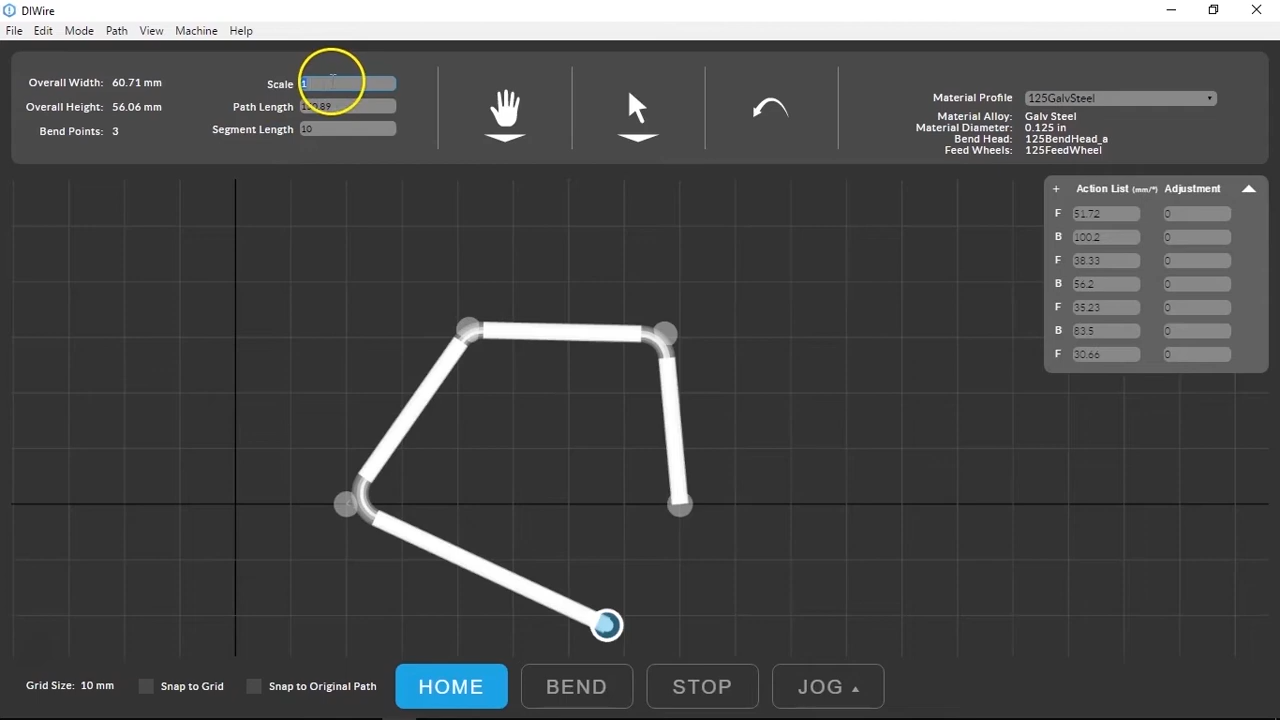 DIWire
File Edit Mode Path View Machine Help
Overall Width: 60.71 mm
Overall Height: 56.06 mm
Bend Points: 3
Scale 1
Path Length
Segment Length 10
Material Profile 125GalvSteel
Material Alloy: Galv Steel
Material Diameter: 0.125 in
Bend Head: 125BendHead_a
Feed Wheels: 125FeedWheel
+ Action List (mm/°) Adjustment
F 51.72 0
B 100.2 0
F 38.33 0
B 56.2 0
F 35.23 0
B 83.5 0
F 30.66 0
Grid Size: 10 mm
Snap to Grid
Snap to Original Path
HOME
BEND
STOP
JOG